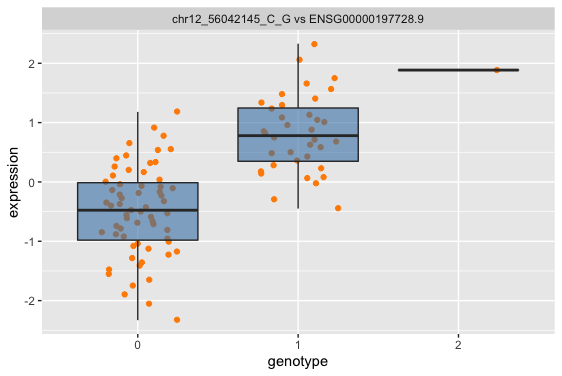 chr12_56042145_C_G vs ENSG00000197728.9
2
1
0
-1
-2
expression
0
1
2
genotype